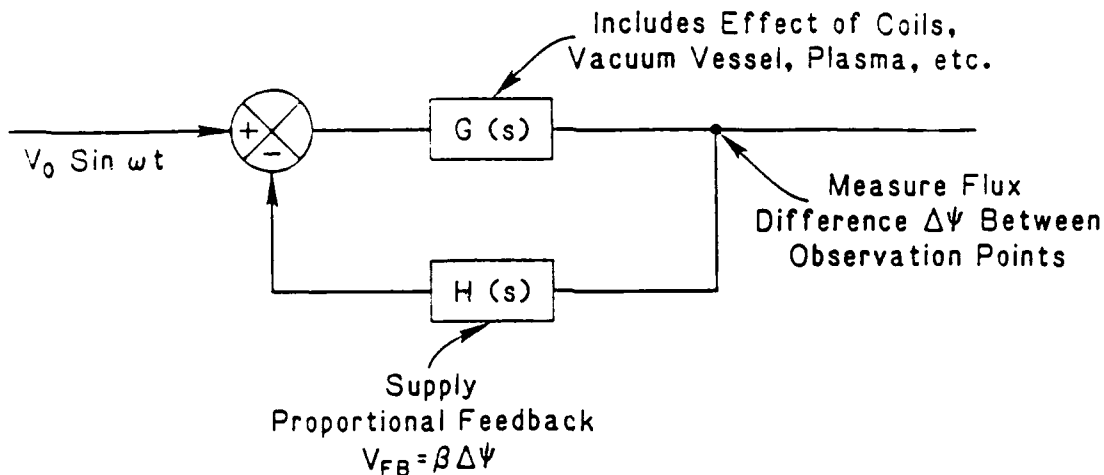 Includes Effect of Coils,
Vacuum Vessel, Plasma, etc.
+
−
G (s)
V₀ Sin ωt
Measure Flux
Difference Δψ Between
Observation Points
H (s)
Supply
Proportional Feedback
V_FB = β Δψ